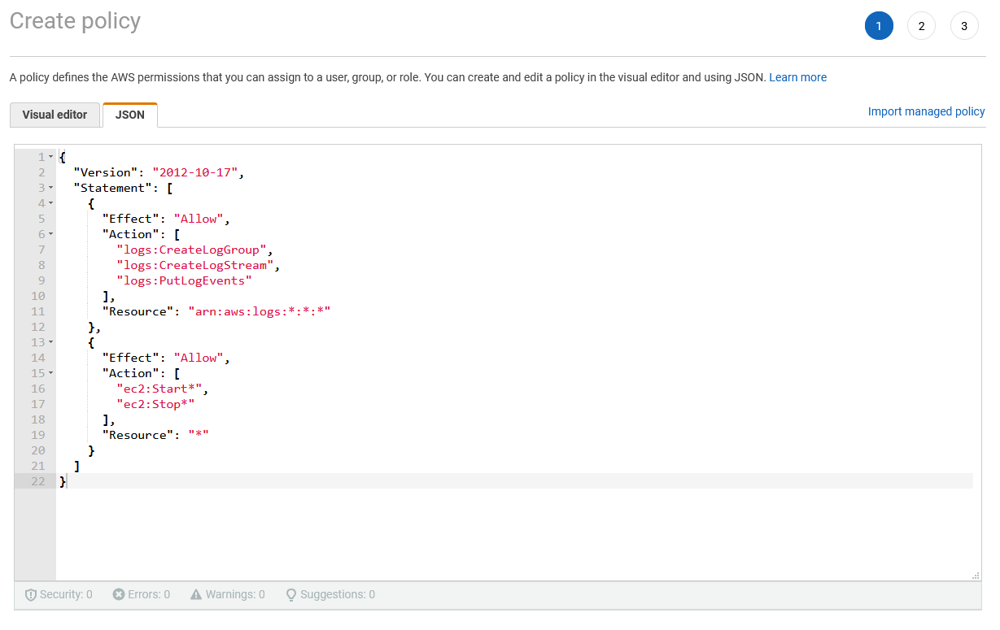 Create policy
1 2 3
A policy defines the AWS permissions that you can assign to a user, group, or role. You can create and edit a policy in the visual editor and using JSON. Learn more
Visual editor JSON Import managed policy
1 {
2   "Version": "2012-10-17",
3   "Statement": [
4     {
5       "Effect": "Allow",
6       "Action": [
7         "logs:CreateLogGroup",
8         "logs:CreateLogStream",
9         "logs:PutLogEvents"
10       ],
11       "Resource": "arn:aws:logs:*:*:*"
12     },
13     {
14       "Effect": "Allow",
15       "Action": [
16         "ec2:Start*",
17         "ec2:Stop*"
18       ],
19       "Resource": "*"
20     }
21   ]
22 }
Security: 0 Errors: 0 Warnings: 0 Suggestions: 0